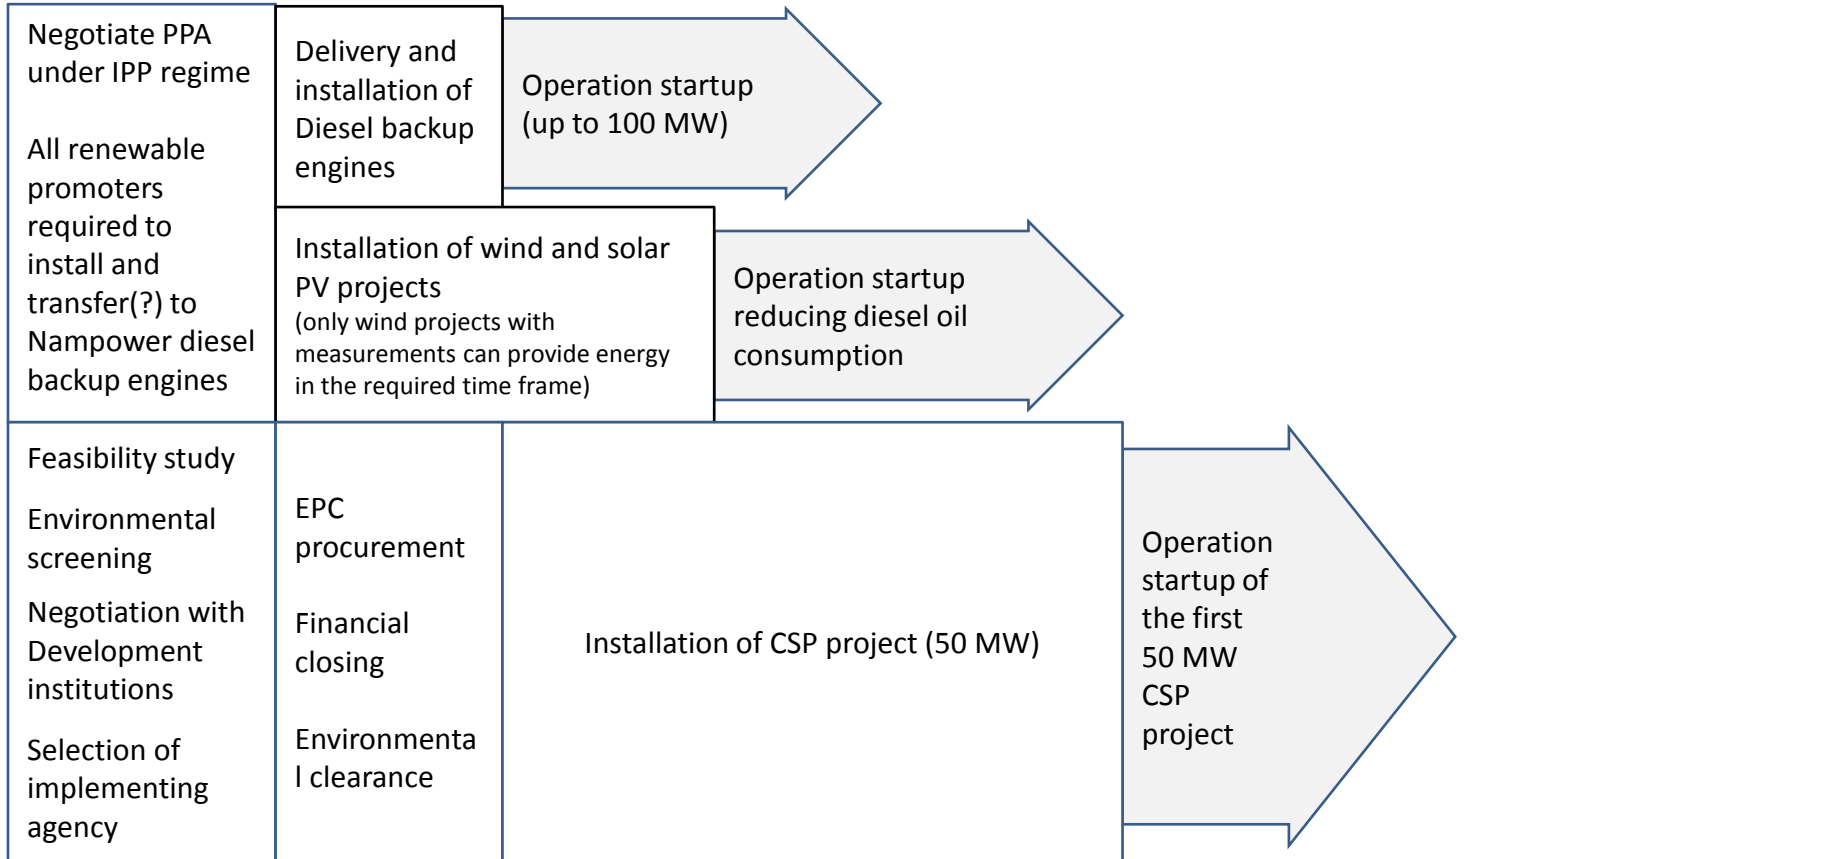 Negotiate PPA
under IPP regime
All renewable
promoters
required to
install and
transfer(?) to
Nampower diesel
backup engines
Delivery and
installation of
Diesel backup
engines
Operation startup
(up to 100 MW)
Installation of wind and solar
PV projects
(only wind projects with
measurements can provide energy
in the required time frame)
Operation startup
reducing diesel oil
consumption
Feasibility study
Environmental
screening
Negotiation with
Development
institutions
Selection of
implementing
agency
EPC
procurement
Financial
closing
Environmenta
l clearance
Installation of CSP project (50 MW)
Operation
startup of
the first
50 MW
CSP
project